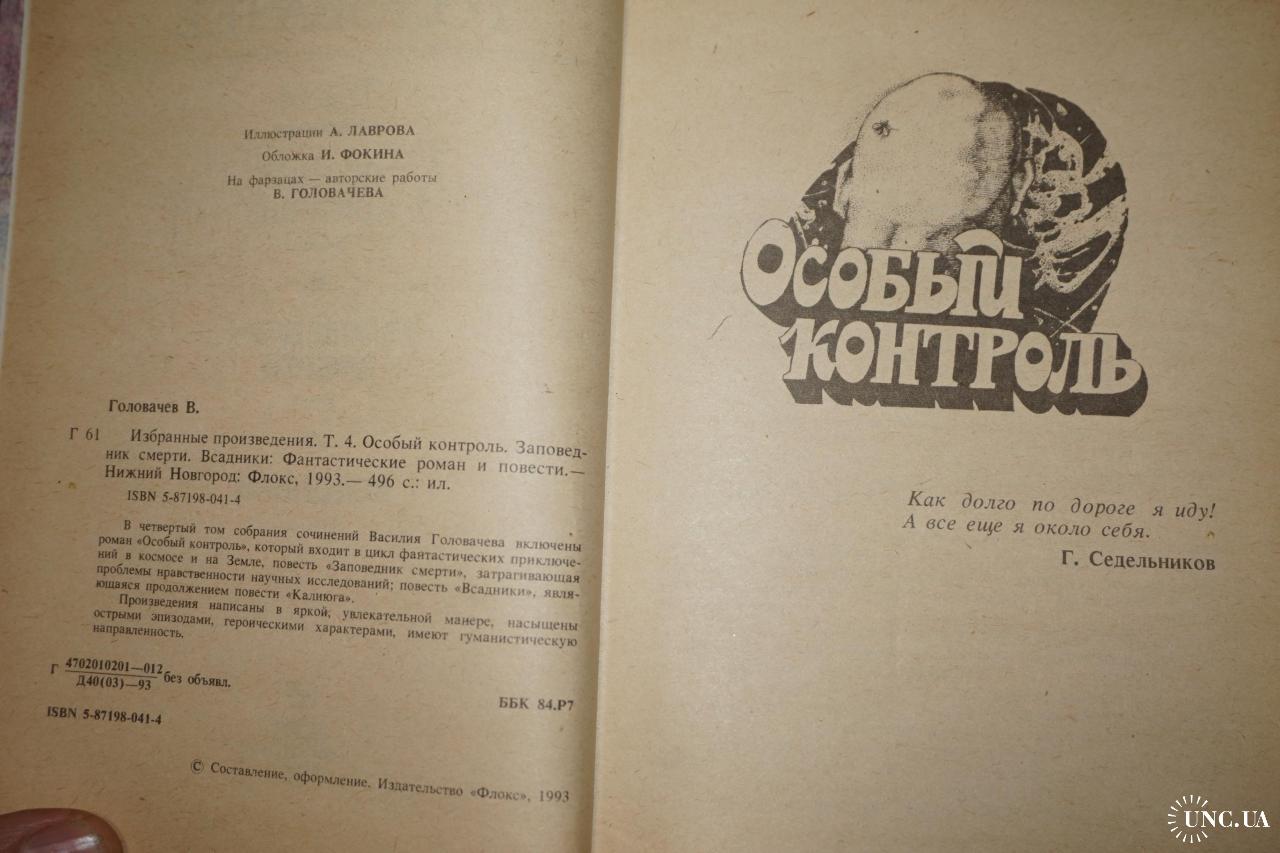 Иллюстрации А. ЛАВРОВА
Обложка И. ФОКИНА
На фарзацах — авторские работы
В. ГОЛОВАЧЕВА
Головачев В.
Г 61 Избранные произведения. Т. 4. Особый контроль. Заповед-
ник смерти. Всадники: Фантастические роман и повести.—
Нижний Новгород: Флокс, 1993.— 496 с.: ил.
ISBN 5-87198-041-4
В четвертый том собрания сочинений Василия Головачева включены
роман «Особый контроль», который входит в цикл фантастических приключе-
ний в космосе и на Земле, повесть «Заповедник смерти», затрагивающая
проблемы нравственности научных исследований; повесть «Всадники», явля-
ющаяся продолжением повести «Калиюга».
Произведения написаны в яркой, увлекательной манере, насыщены
острыми эпизодами, героическими характерами, имеют гуманистическую
направленность.
Г 4702010201—012 без объявл.
Д40(03)—93
ББК 84.Р7
ISBN 5-87198-041-4
© Составление, оформление. Издательство «Флокс», 1993
ОСОБЫЙ
КОНТРОЛЬ
Как долго по дороге я иду!
А все еще я около себя.
Г. Седельников
UNC.UA